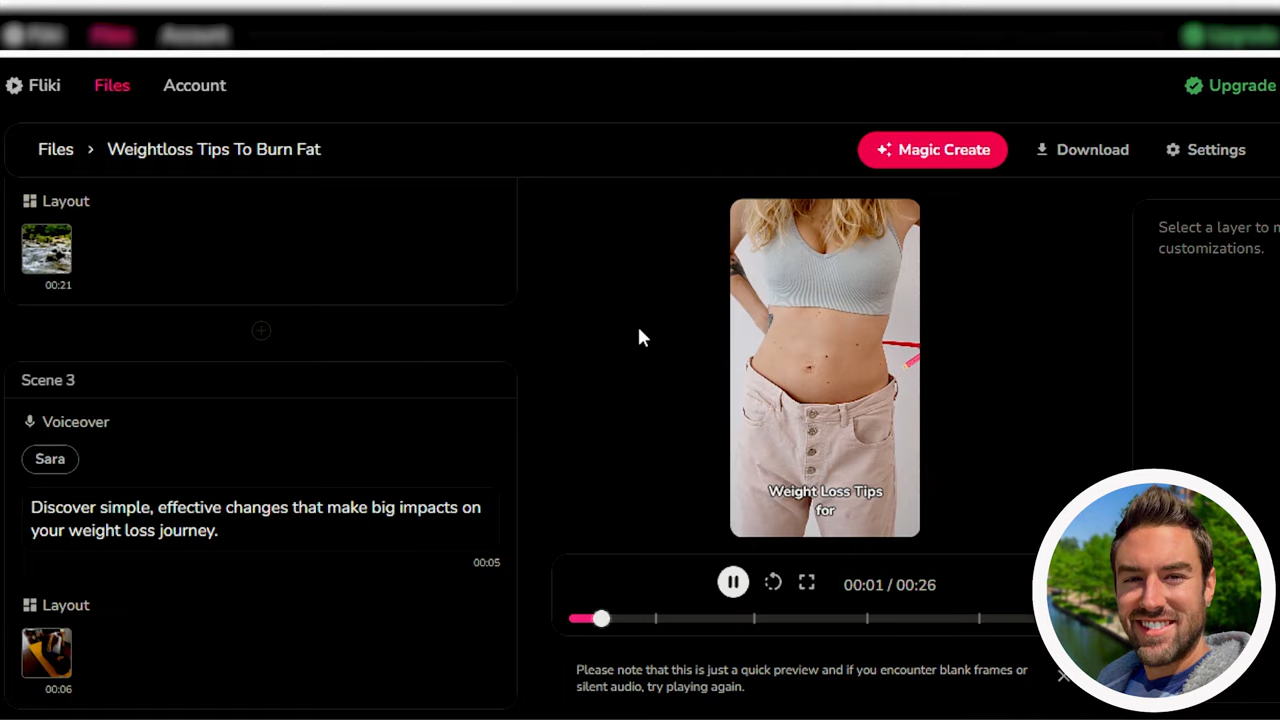 Fliki Files Account Upgrade
Files > Weightloss Tips To Burn Fat Magic Create Download Settings
Layout
00:21
Scene 3
Voiceover
Sara
Discover simple, effective changes that make big impacts on
your weight loss journey.
00:05
Layout
00:06
Weight Loss Tips
for
00:01 / 00:26
Please note that this is just a quick preview and if you encounter blank frames or
silent audio, try playing again.
Select a layer to
customizations.